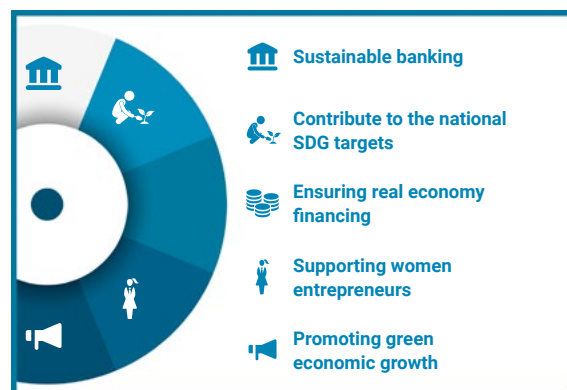 Sustainable banking
Contribute to the national
SDG targets
Ensuring real economy
financing
Supporting women
entrepreneurs
Promoting green
economic growth